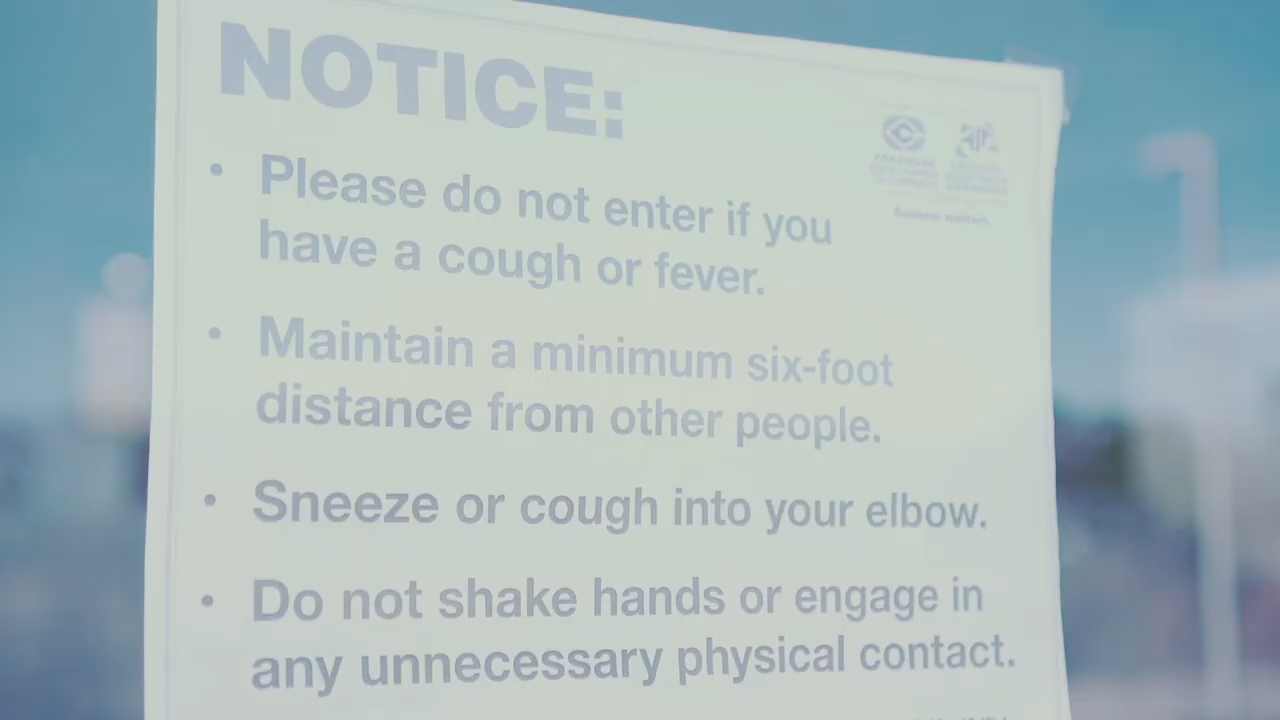 NOTICE:
• Please do not enter if you
have a cough or fever.
• Maintain a minimum six-foot
distance from other people.
• Sneeze or cough into your elbow.
• Do not shake hands or engage in
any unnecessary physical contact.